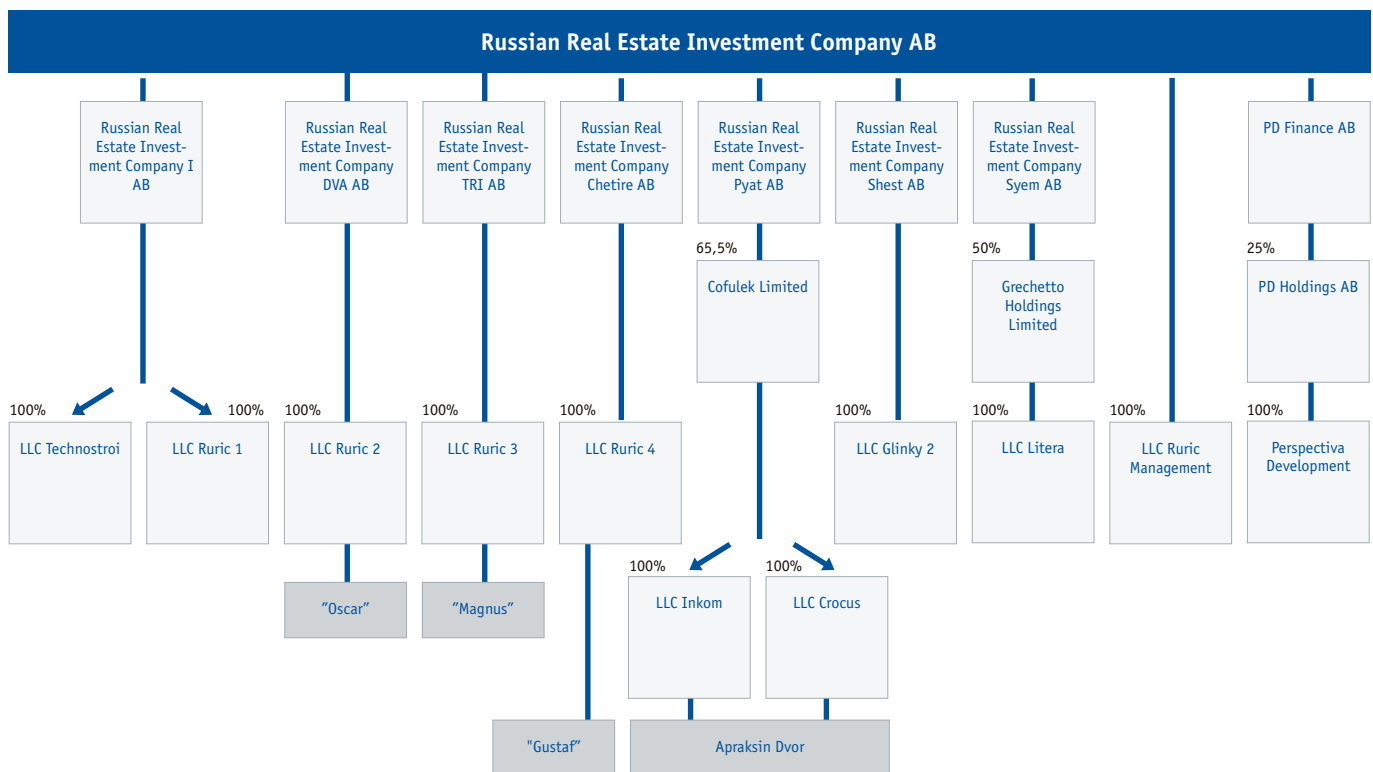 Russian Real Estate Investment Company AB
Russian Real
Estate Invest-
ment Company I
AB
Russian Real
Estate Invest-
ment Company
DVA AB
Russian Real
Estate Invest-
ment Company
TRI AB
Russian Real
Estate Invest-
ment Company
Chetire AB
Russian Real
Estate Invest-
ment Company
Pyat AB
Russian Real
Estate Invest-
ment Company
Shest AB
Russian Real
Estate Invest-
ment Company
Syem AB
PD Finance AB
65,5%
Cofulek Limited
50%
Grechetto
Holdings
Limited
25%
PD Holdings AB
100%
LLC Technostroi
100%
LLC Ruric 1
100%
LLC Ruric 2
100%
LLC Ruric 3
100%
LLC Ruric 4
100%
LLC Glinky 2
100%
LLC Litera
100%
LLC Ruric
Management
100%
Perspectiva
Development
100%
LLC Inkom
100%
LLC Crocus
”Oscar”
”Magnus”
"Gustaf”
Apraksin Dvor